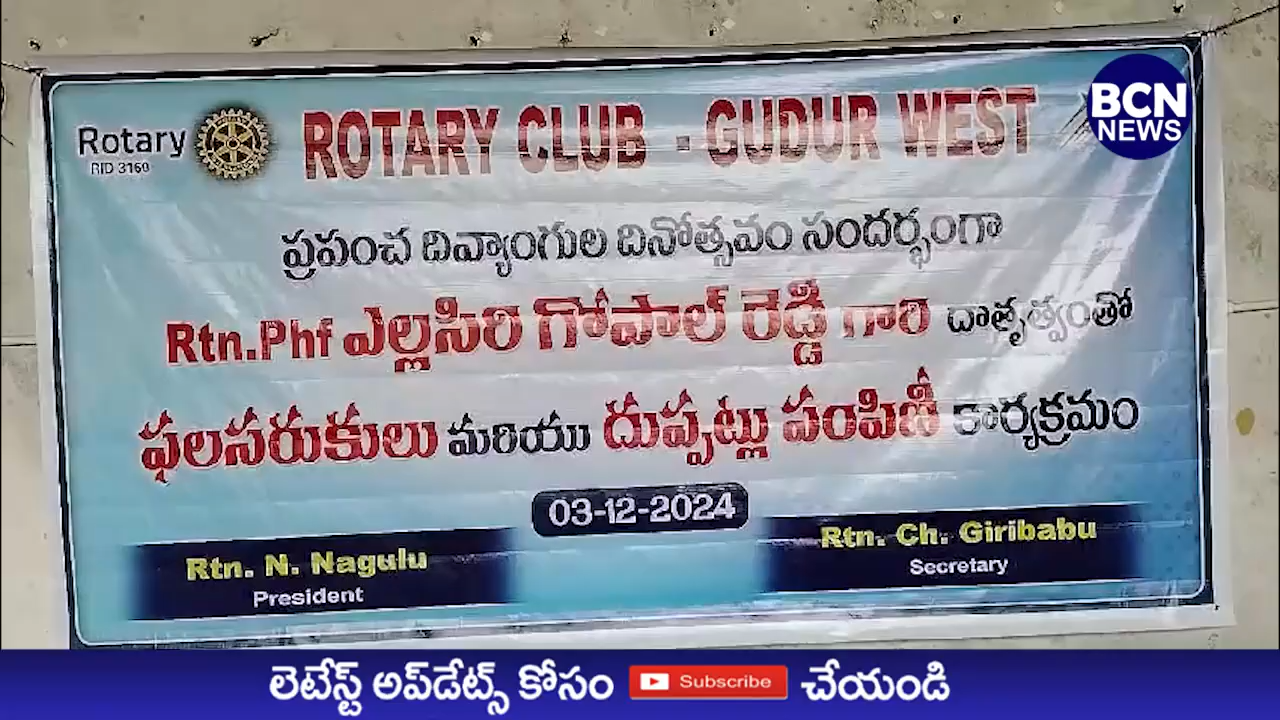 BCN
NEWS
Rotary
RID 3160
ROTARY CLUB - GUDUR WEST
ప్రపంచ దివ్యాంగుల దినోత్సవం సందర్భంగా
Rtn.Phf ఎల్లసిరి గోపాల్ రెడ్డి గారి దాతృత్వంతో
ఫలసరుకులు మరియు దుప్పట్లు పంపిణీ కార్యక్రమం
03-12-2024
Rtn. N. Nagulu
President
Rtn. Ch. Giribabu
Secretary
లెటేస్ట్ అప్‌డేట్స్ కోసం Subscribe చేయండి